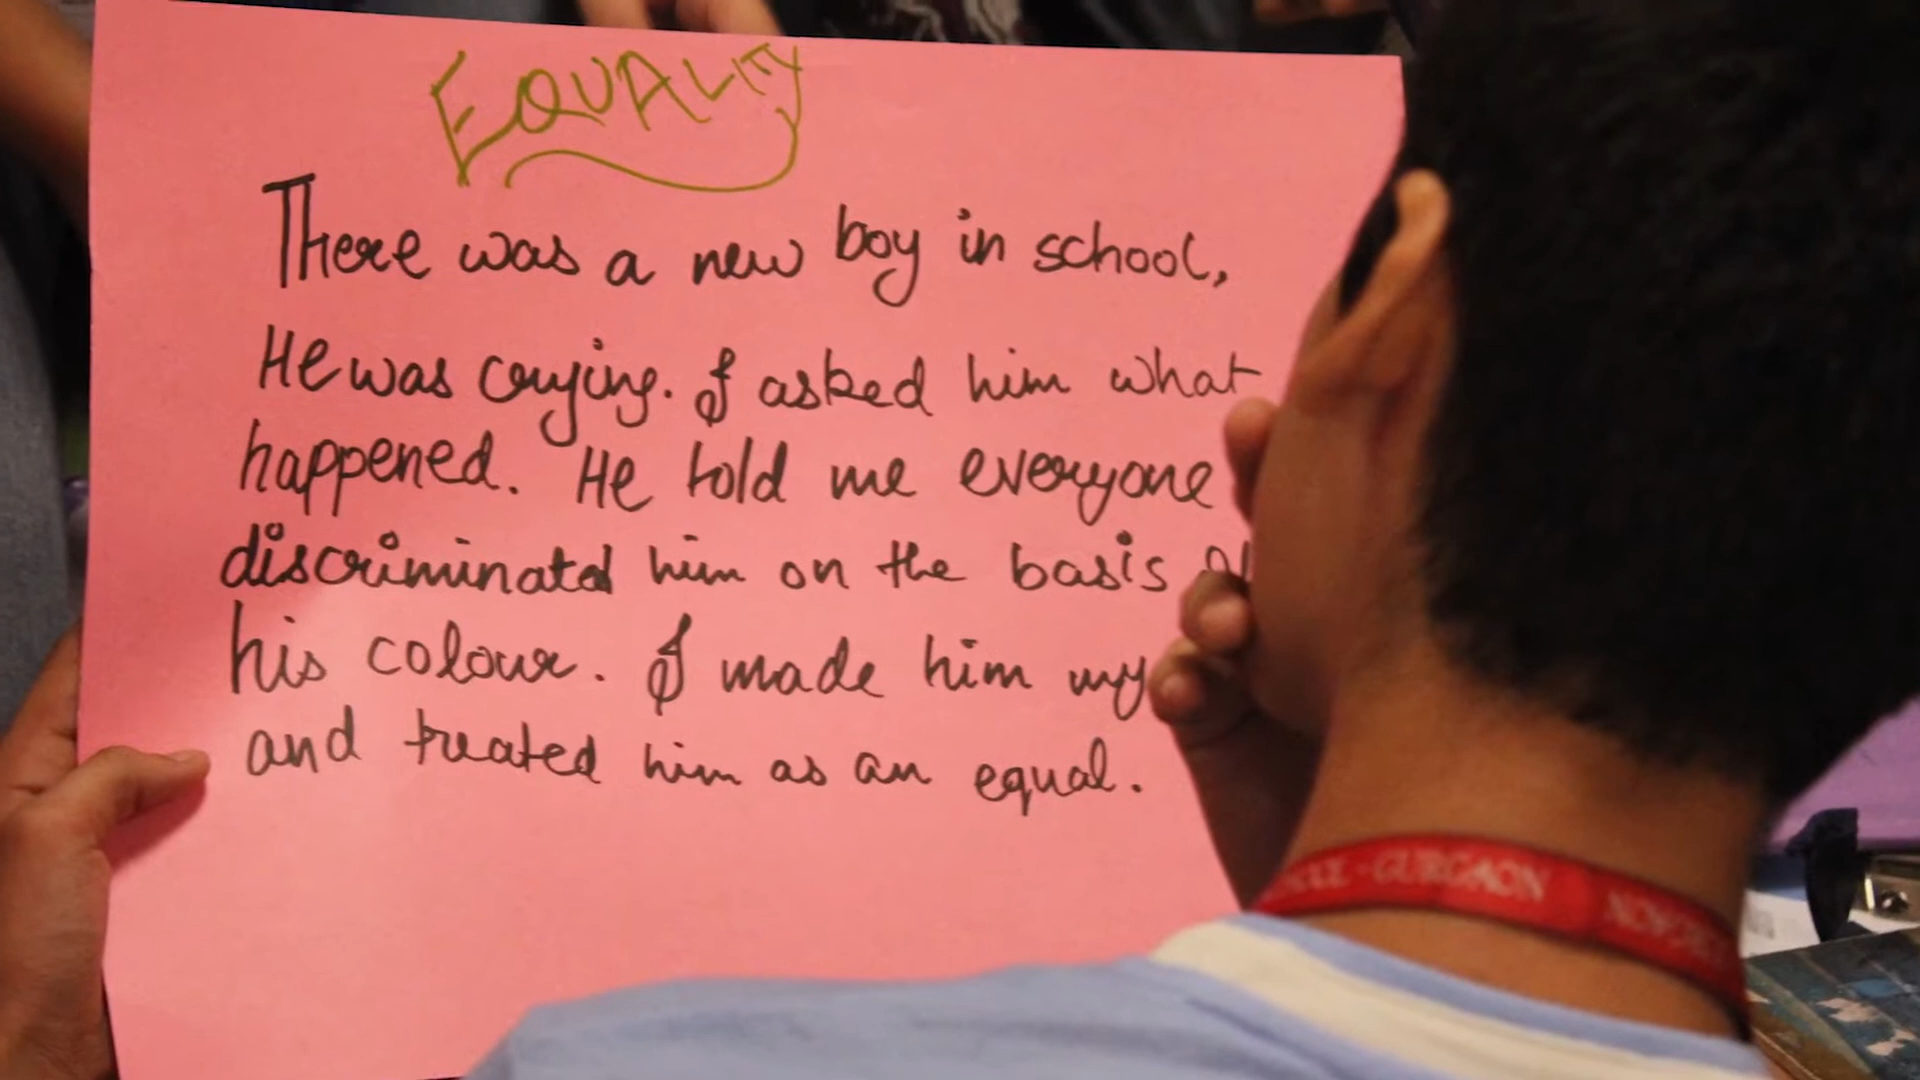 EQUALITY
There was a new boy in school,
He was crying. I asked him what
happened. He told me everyone
discriminated him on the basis
his colour. I made him my
and treated him as an equal.
GURGAON